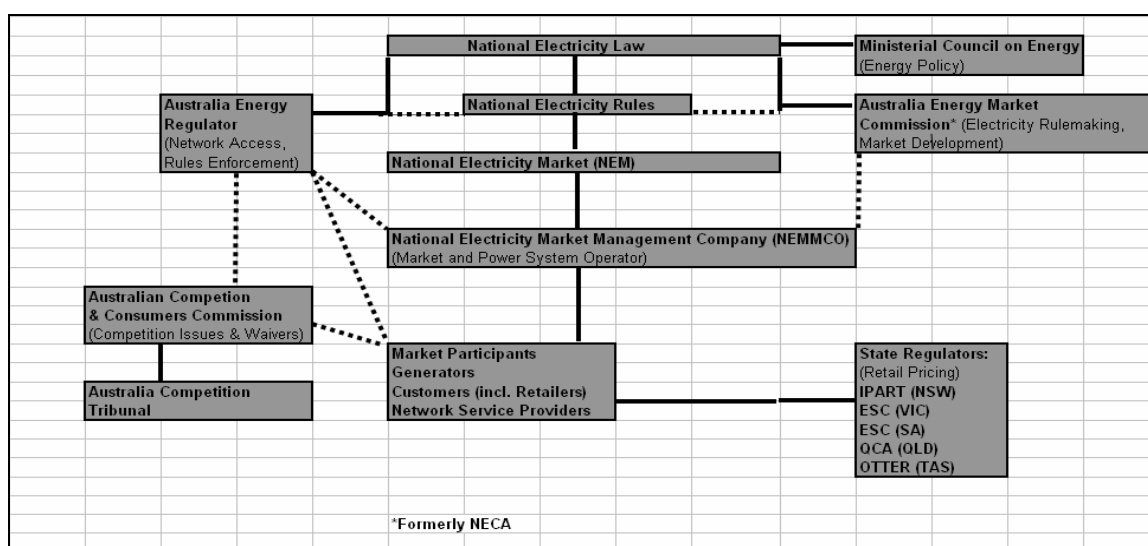 National Electricity Law
Ministerial Council on Energy
(Energy Policy)
Australia Energy
Regulator
(Network Access,
Rules Enforcement)
National Electricity Rules
Australia Energy Market
Commission* (Electricity Rulemaking,
Market Development)
National Electricity Market (NEM)
National Electricity Market Management Company (NEMMCO)
(Market and Power System Operator)
Australian Competion
& Consumers Commission
(Competition Issues & Waivers)
Australia Competition
Tribunal
Market Participants
Generators
Customers (incl. Retailers)
Network Service Providers
State Regulators:
(Retail Pricing)
IPART (NSW)
ESC (VIC)
ESC (SA)
QCA (QLD)
OTTER (TAS)
*Formerly NECA